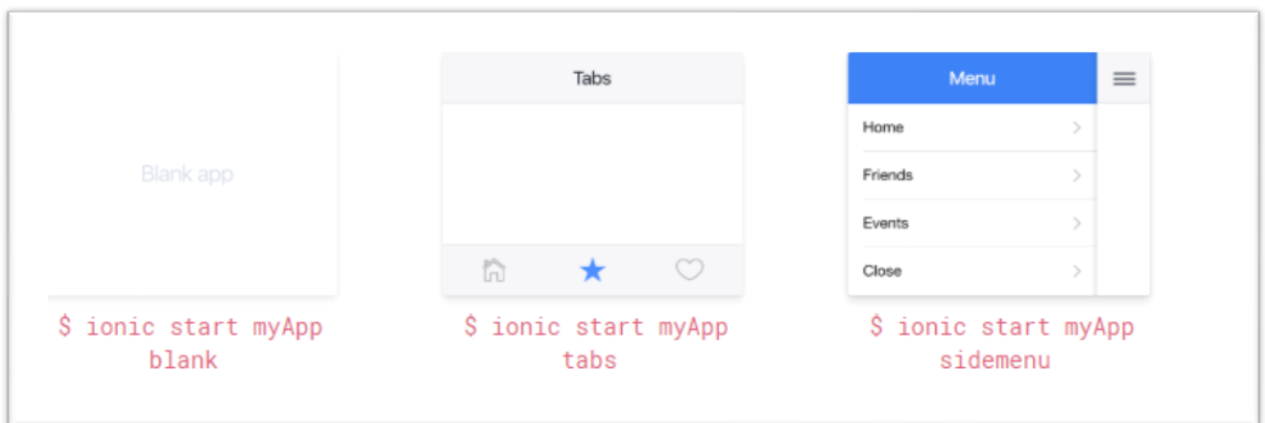 Blank app
$ ionic start myApp
blank
Tabs
$ ionic start myApp
tabs
Menu
Home
Friends
Events
Close
$ ionic start myApp
sidemenu